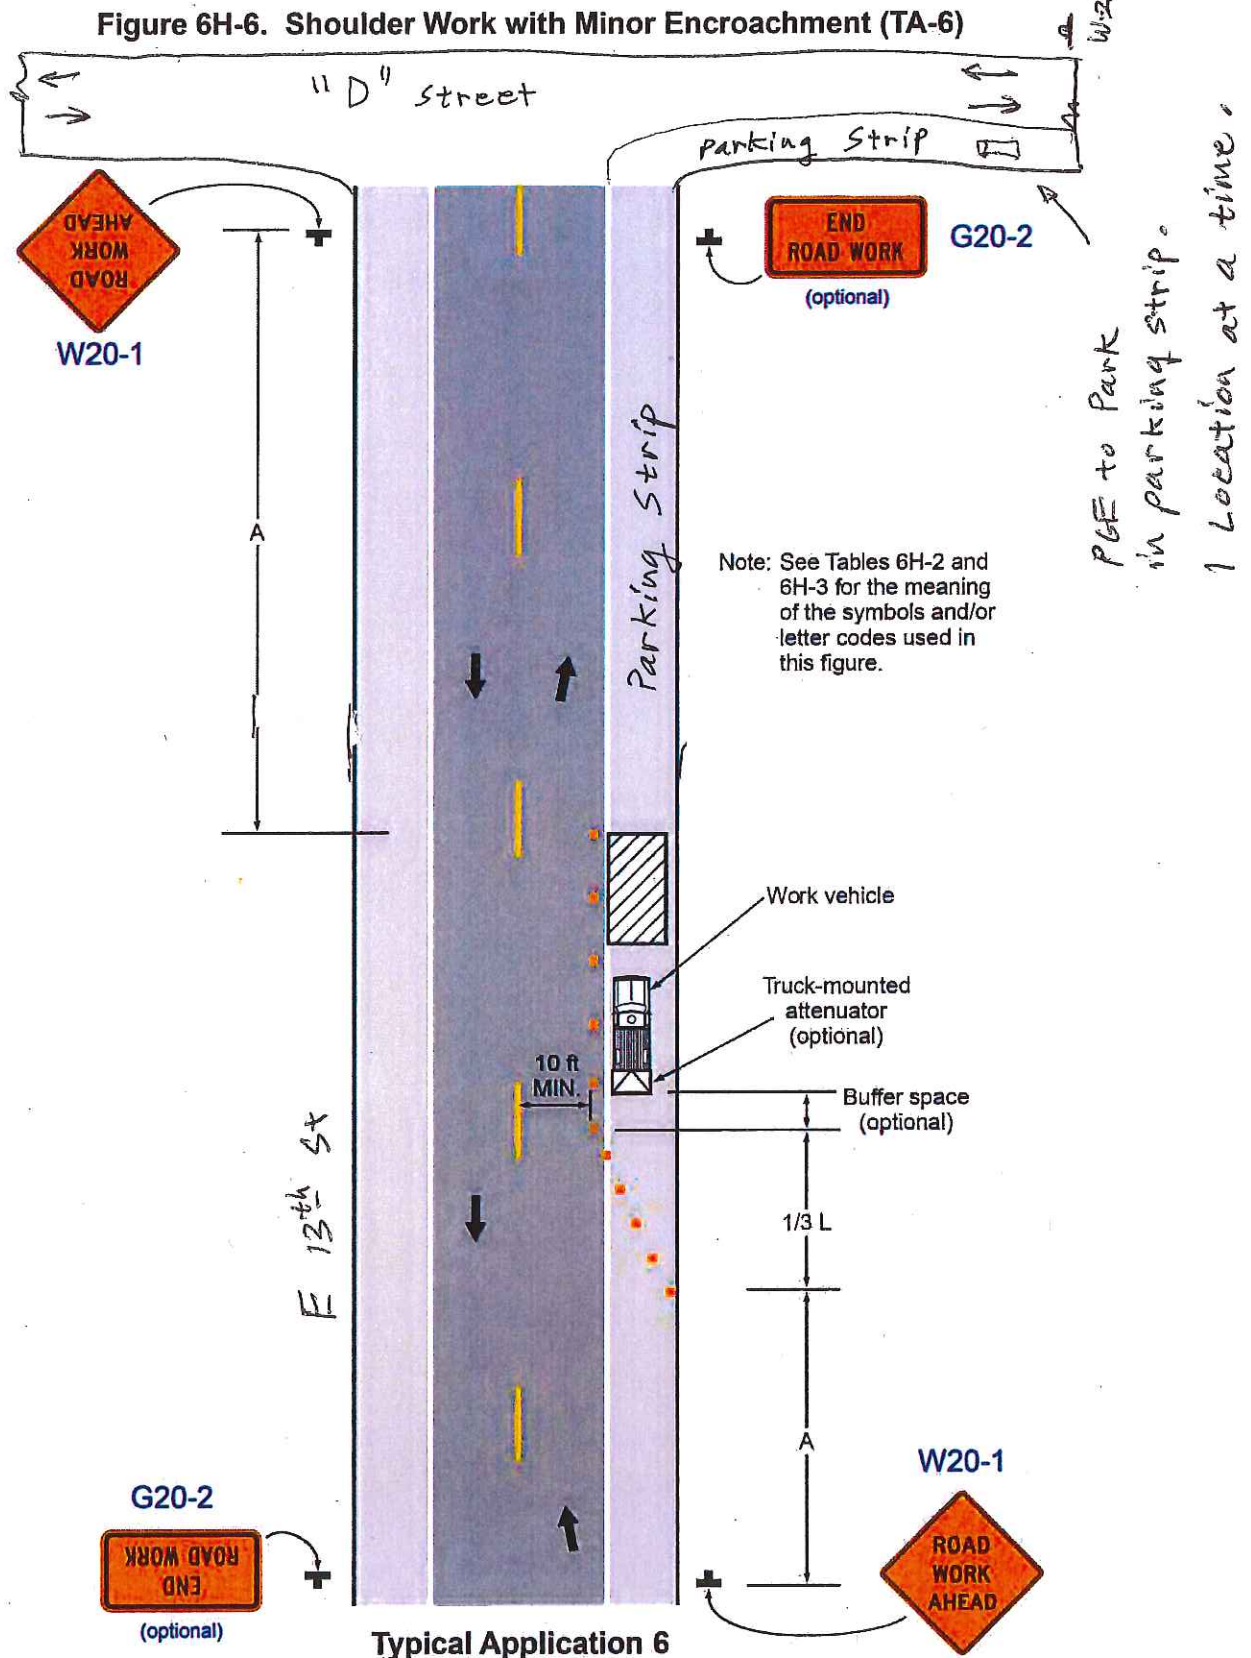 Figure 6H-6. Shoulder Work with Minor Encroachment (TA-6)
"D" street
parking Strip
ROAD
WORK
AHEAD
W20-1
END
ROAD WORK
(optional)
G20-2
PGE to Park
in parking strip.
1 Location at a time.
A
Parking Strip
Note: See Tables 6H-2 and
6H-3 for the meaning
of the symbols and/or
letter codes used in
this figure.
Work vehicle
Truck-mounted
attenuator
(optional)
10 ft
MIN.
Buffer space
(optional)
E 13th St
1/3 L
A
G20-2
END
ROAD WORK
(optional)
W20-1
ROAD
WORK
AHEAD
Typical Application 6